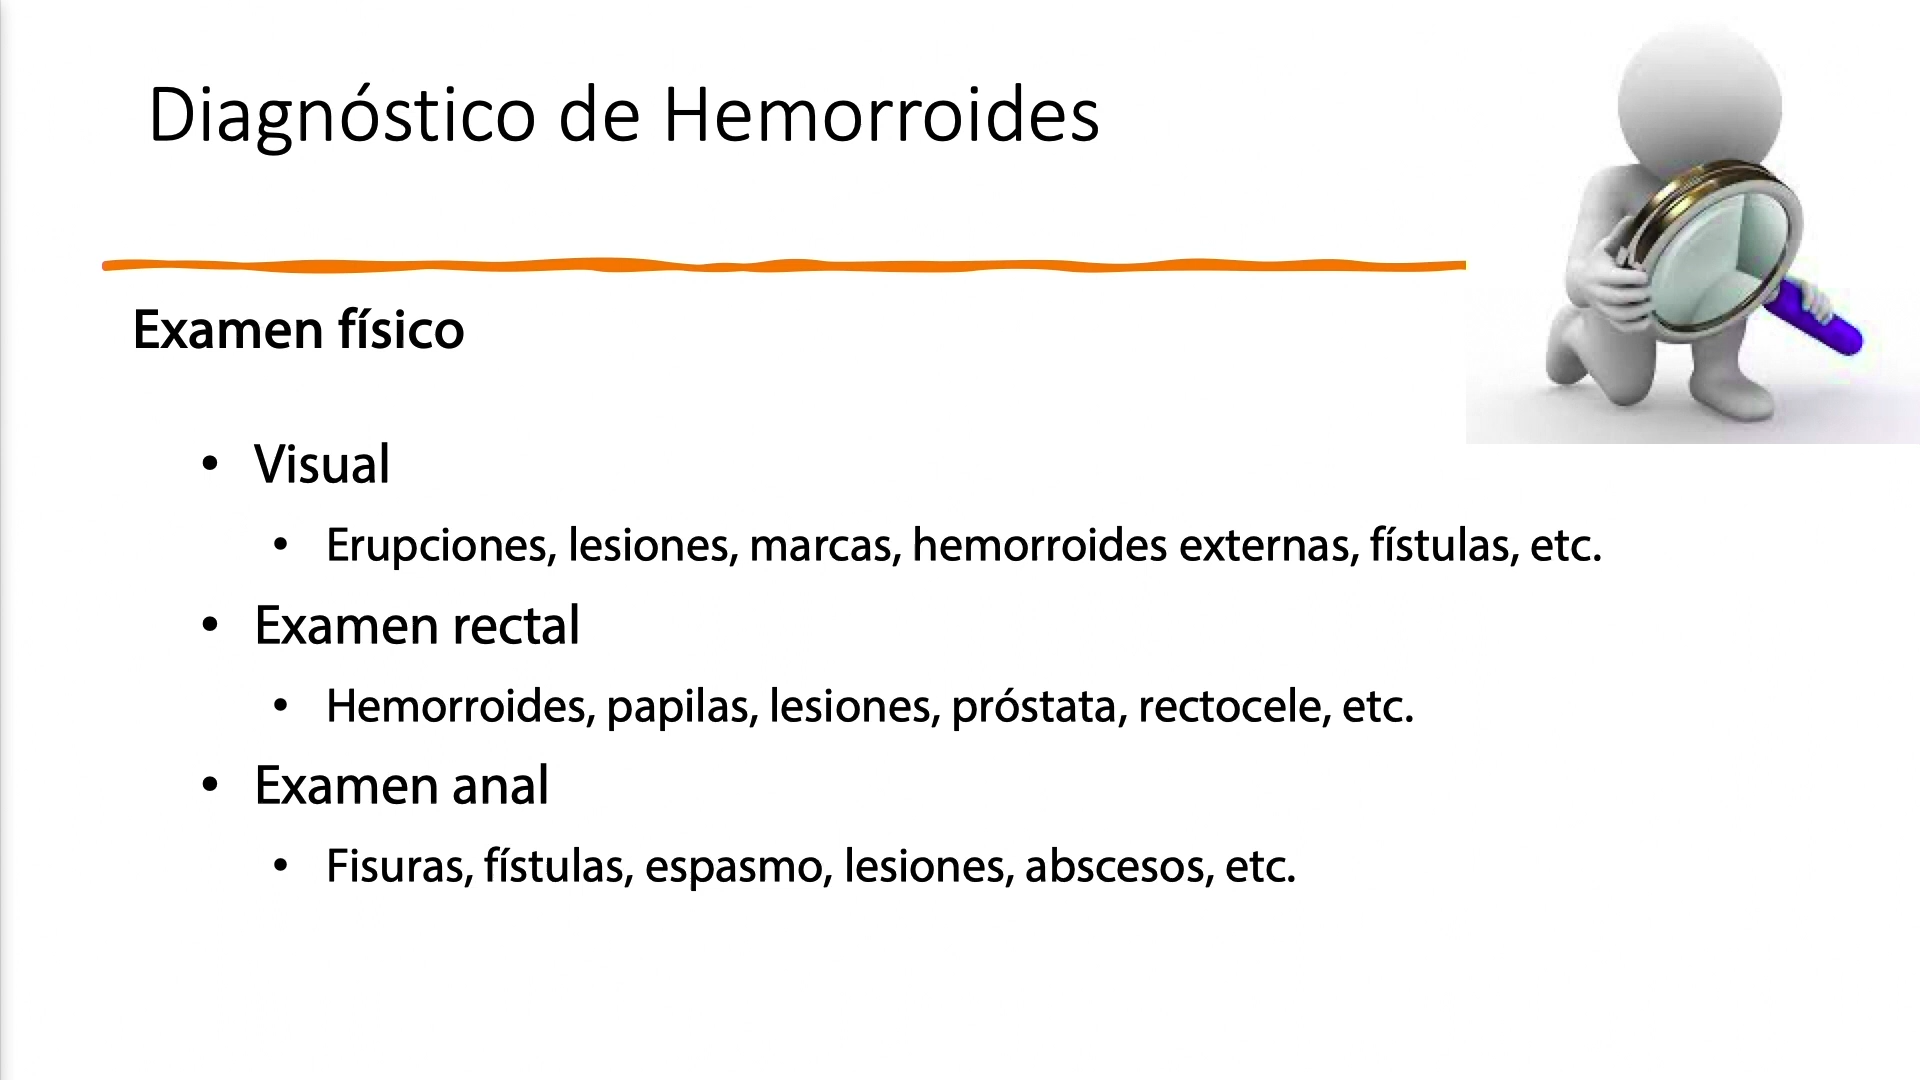 Diagnóstico de Hemorroides
Examen físico
• Visual
• Erupciones, lesiones, marcas, hemorroides externas, fístulas, etc.
• Examen rectal
• Hemorroides, papilas, lesiones, próstata, rectocele, etc.
• Examen anal
• Fisuras, fístulas, espasmo, lesiones, abscesos, etc.